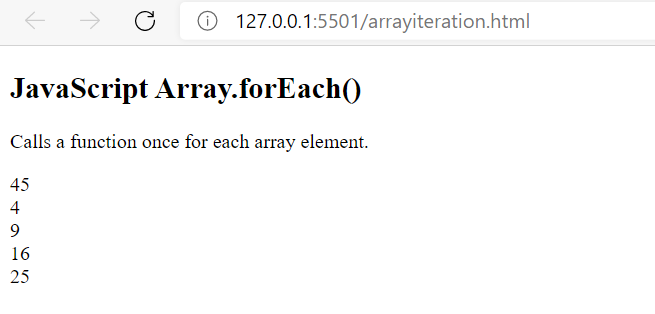 127.0.0.1:5501/arrayiteration.html
JavaScript Array.forEach()
Calls a function once for each array element.
45
4
9
16
25